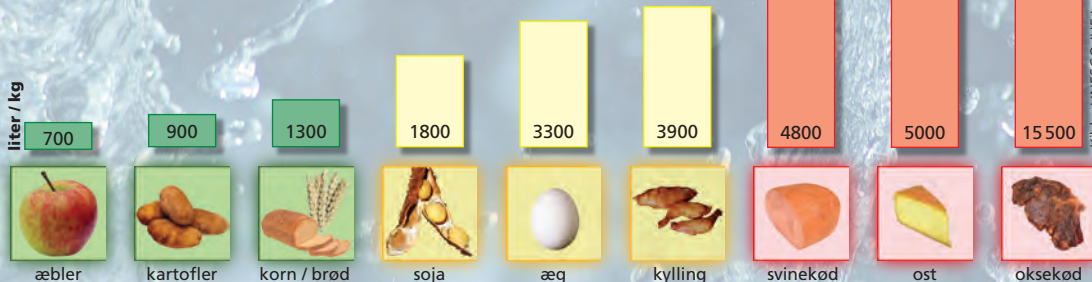 liter / kg
700 900 1300 1800 3300 3900 4800 5000 15 500
æbler kartofler korn / brød soja æg kylling svinekød ost oksekød